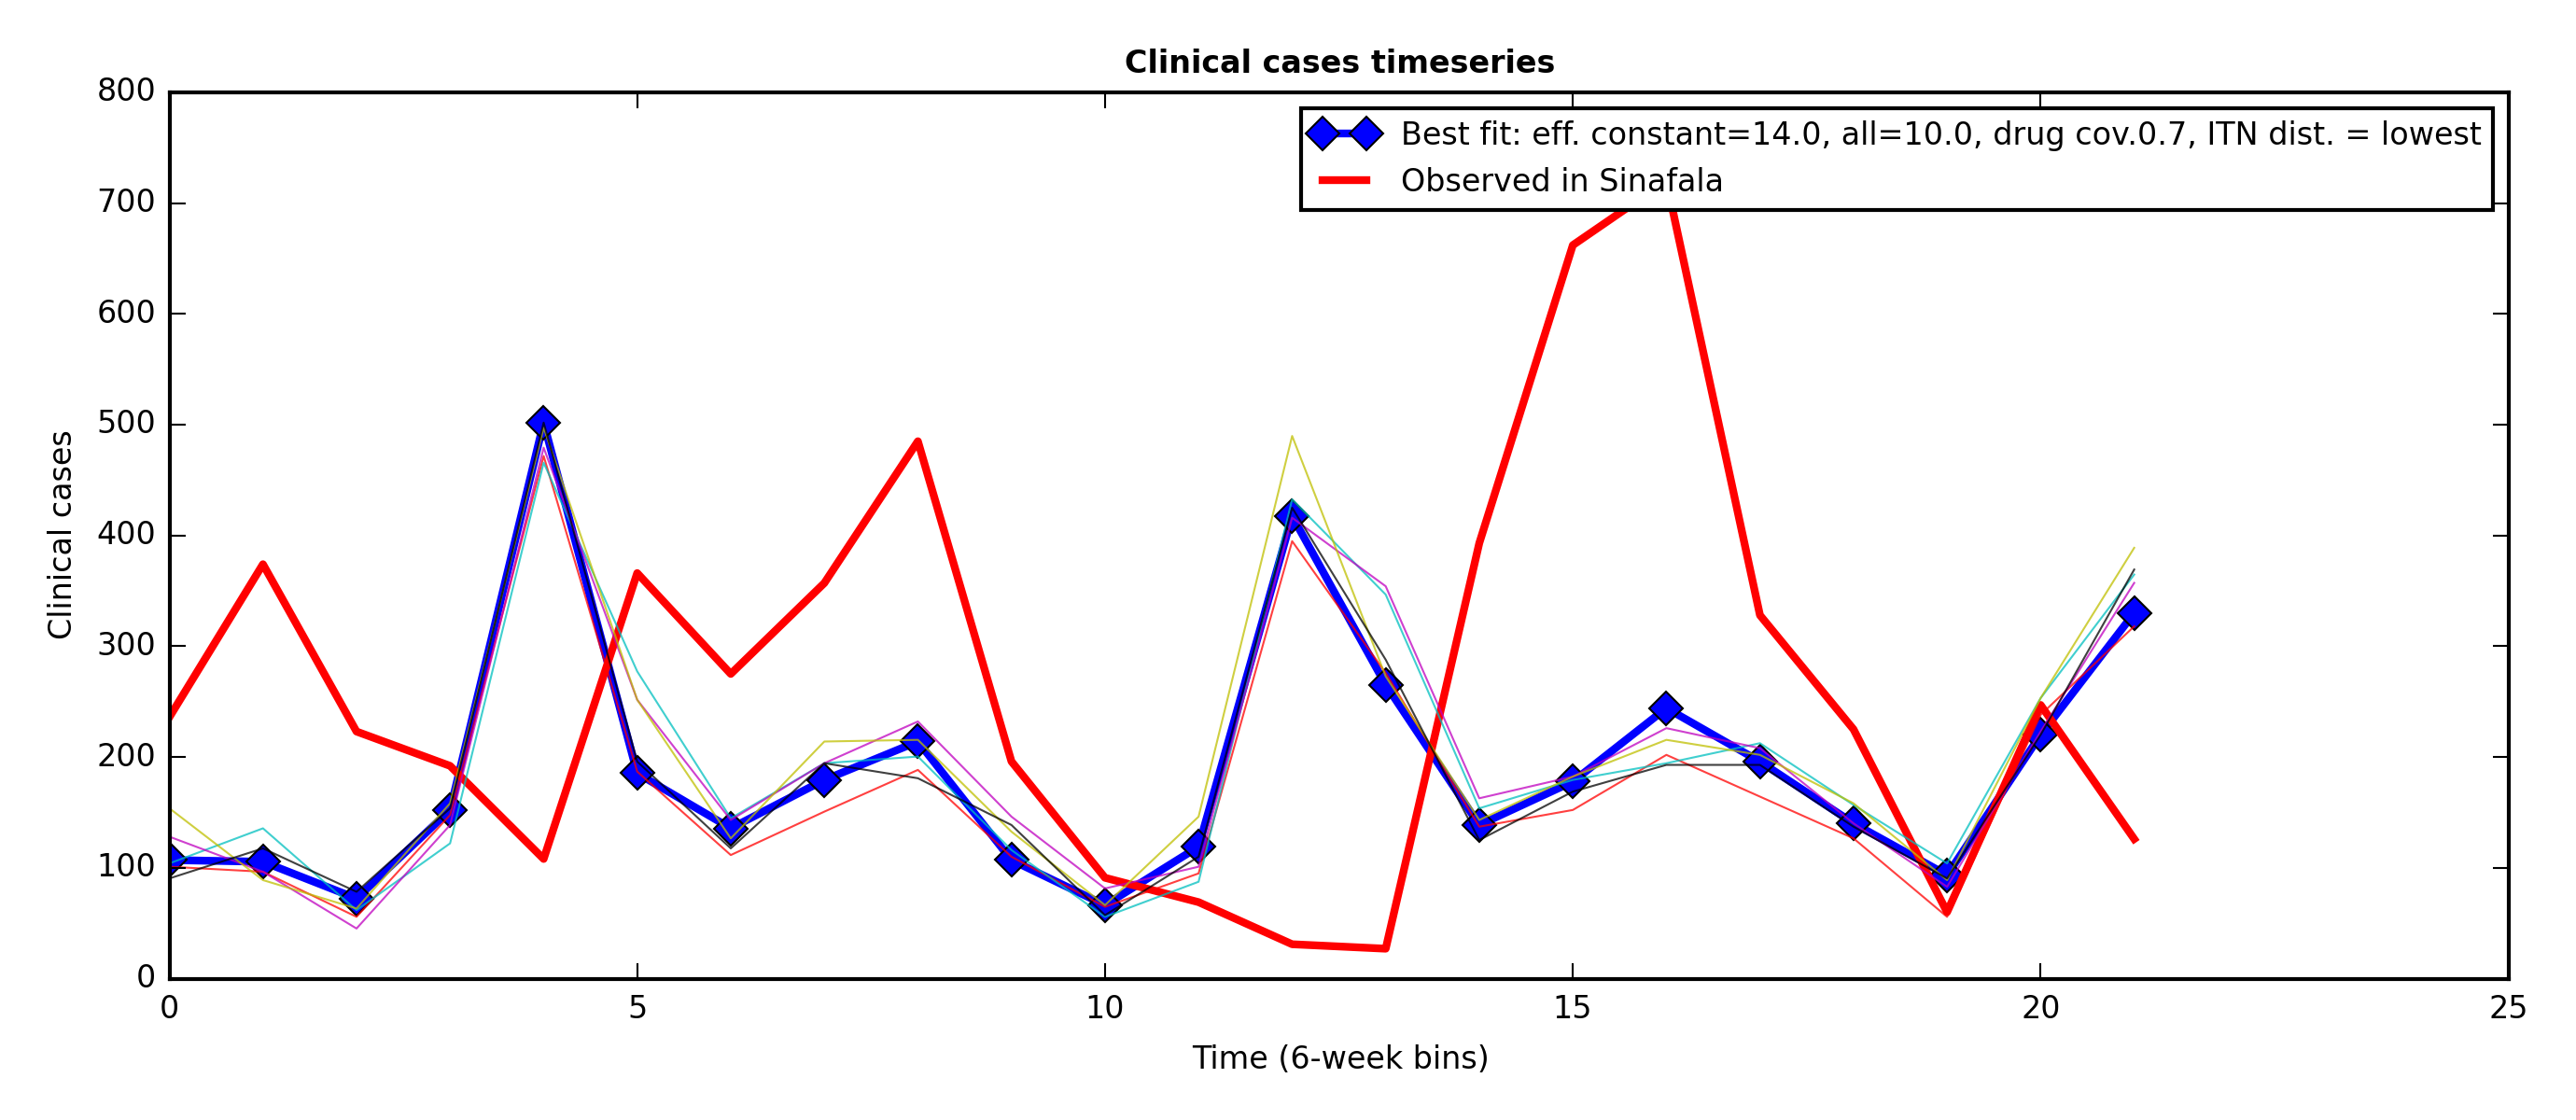 Clinical cases timeseries
Best fit: eff. constant=14.0, all=10.0, drug cov.0.7, ITN dist. = lowest
Observed in Sinafala
Clinical cases
800
700
600
500
400
300
200
100
0
0 5 10 15 20 25
Time (6-week bins)